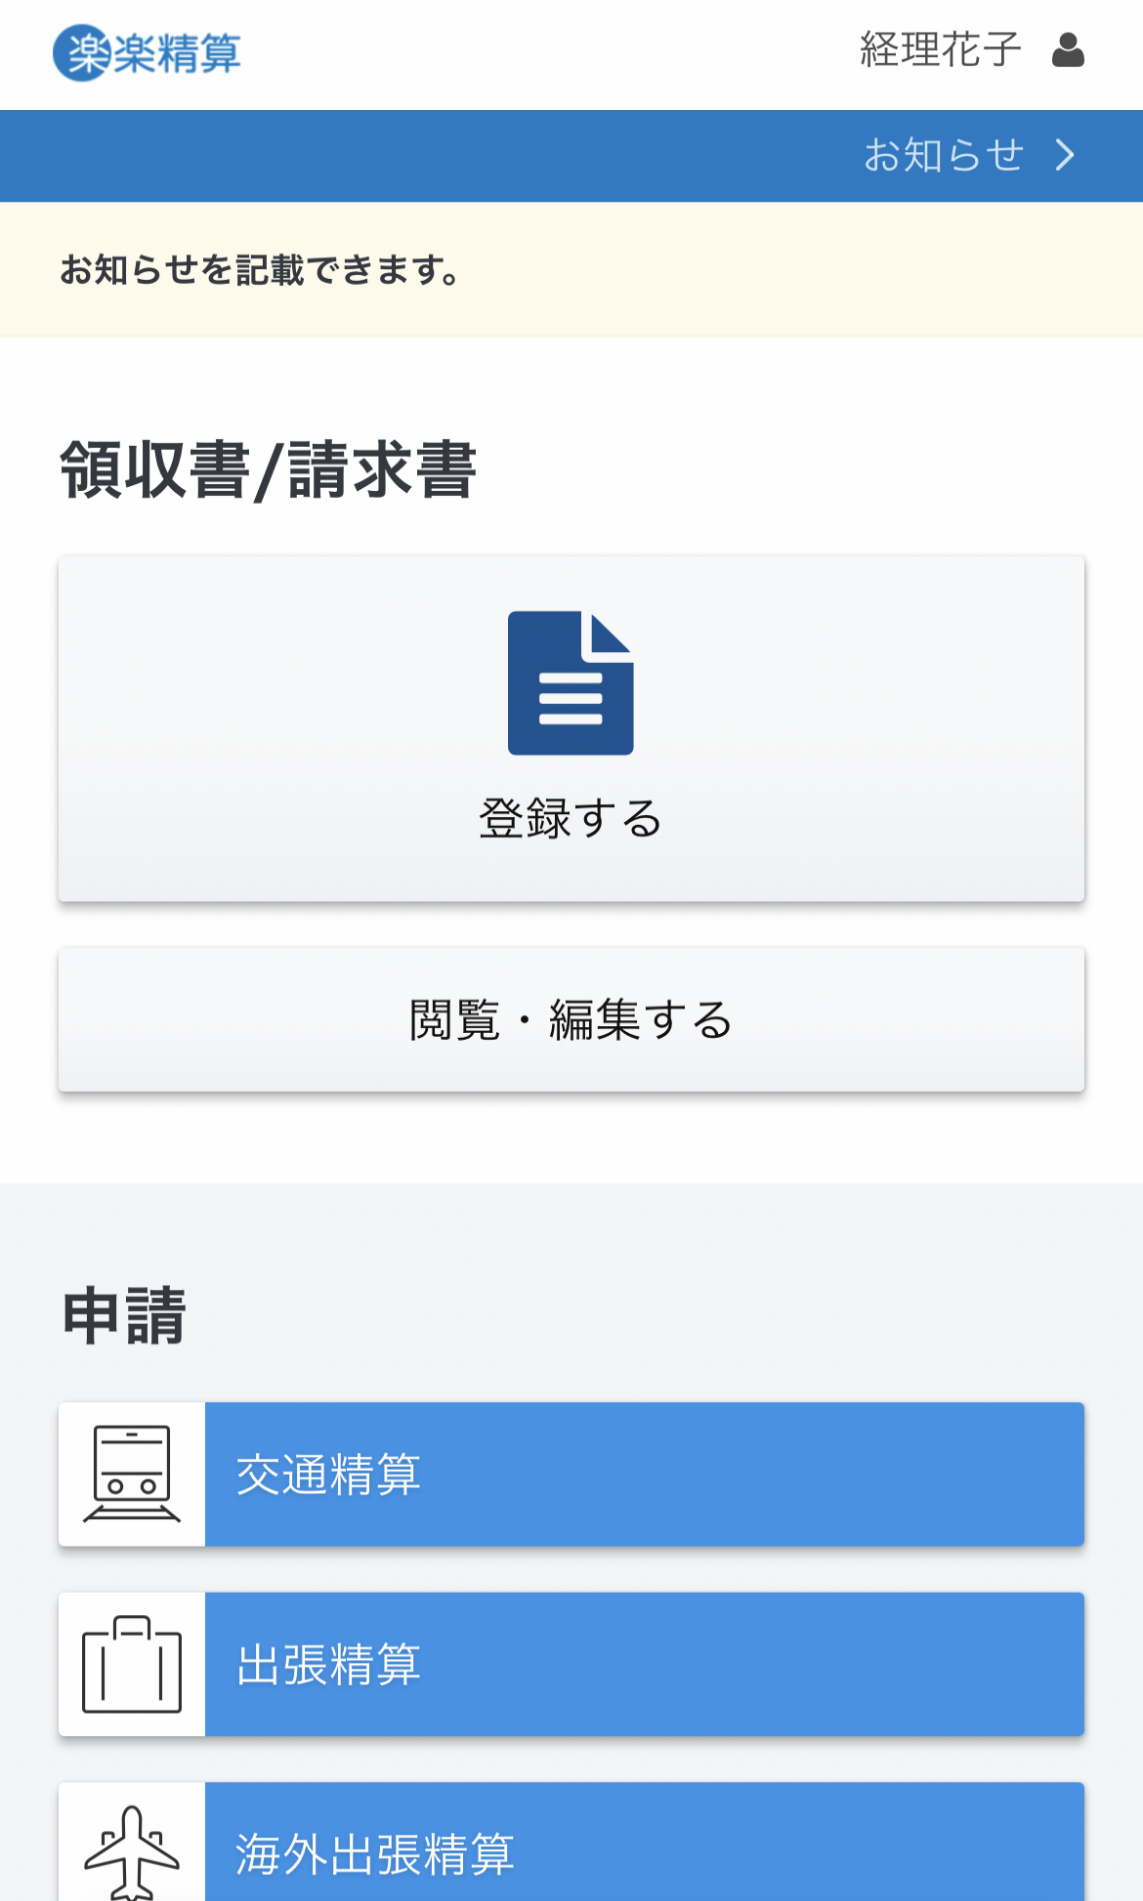 楽楽精算
経理花子
お知らせ
お知らせを記載できます。
領収書/請求書
登録する
閲覧・編集する
申請
交通精算
出張精算
海外出張精算